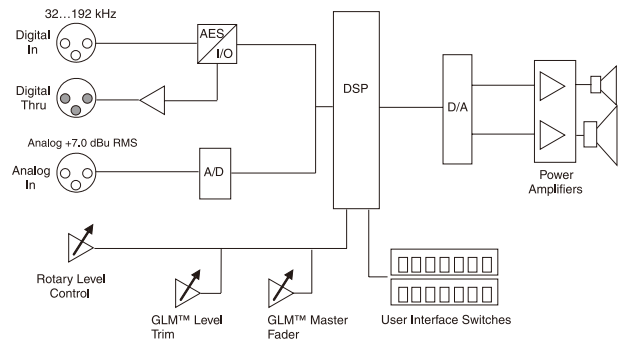 32...192 kHz
Digital
In
AES
I/O
Digital
Thru
DSP
D/A
Power
Amplifiers
Analog +7.0 dBu RMS
Analog
In
A/D
Rotary Level
Control
GLM™ Level
Trim
GLM™ Master
Fader
User Interface Switches